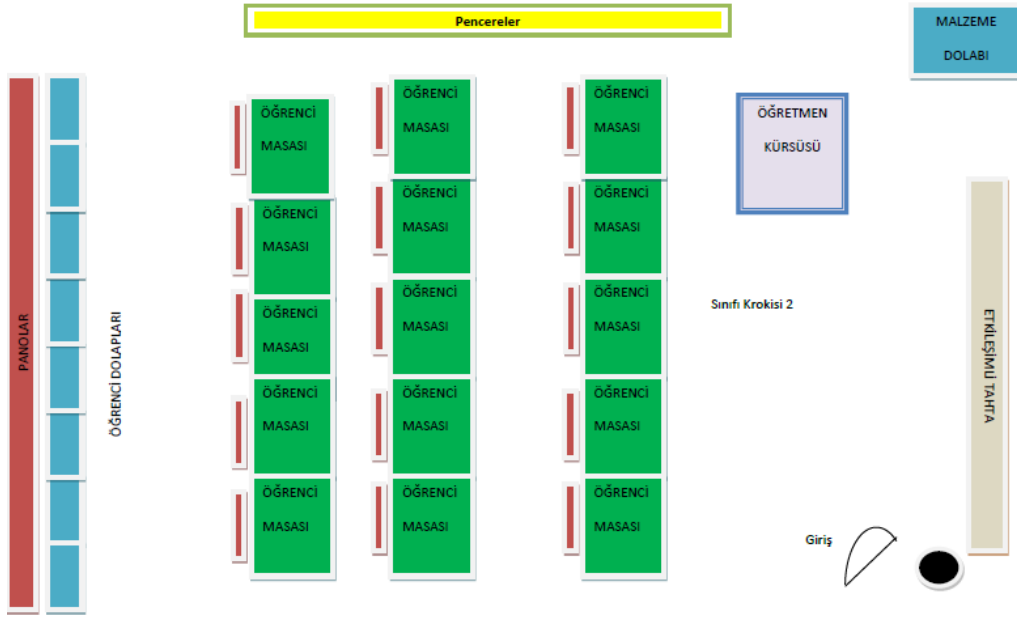 Pencereler
MALZEME
DOLABI
ÖĞRENCİ
MASASI
ÖĞRENCİ
MASASI
ÖĞRENCİ
MASASI
ÖĞRETMEN
KÜRSÜSÜ
ÖĞRENCİ
MASASI
ÖĞRENCİ
MASASI
ÖĞRENCİ
MASASI
ÖĞRENCİ
MASASI
ÖĞRENCİ
MASASI
ÖĞRENCİ
MASASI
Sınıfı Krokisi 2
PANOLAR
ÖĞRENCİ DOLAPLARI
ETKİLEŞİMLİ TAHTA
ÖĞRENCİ
MASASI
ÖĞRENCİ
MASASI
ÖĞRENCİ
MASASI
ÖĞRENCİ
MASASI
ÖĞRENCİ
MASASI
ÖĞRENCİ
MASASI
Giriş